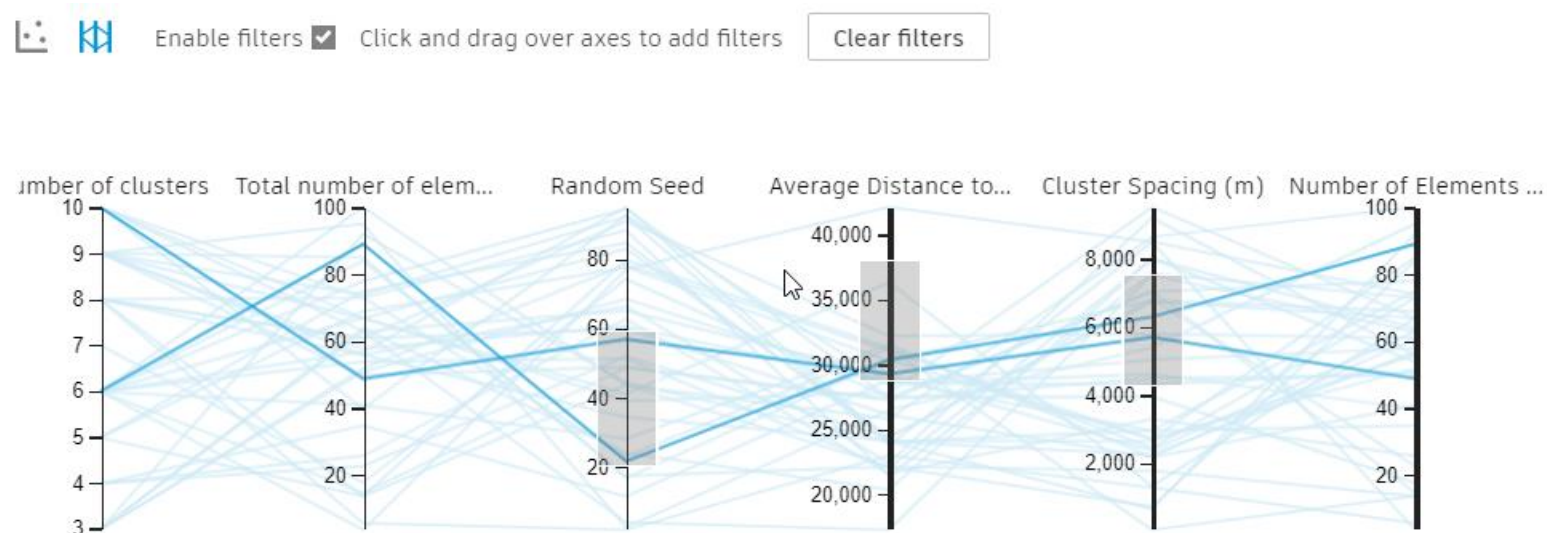 Enable filters Click and drag over axes to add filters Clear filters
umber of clusters Total number of elem... Random Seed Average Distance to... Cluster Spacing (m) Number of Elements ...
10 100 100
40,000
9 80 8,000
8 80 35,000 80
7 60 60 6,000 60
6 30,000
40 40 4,000 40
5 25,000
4 20 20 2,000 20
20,000
3